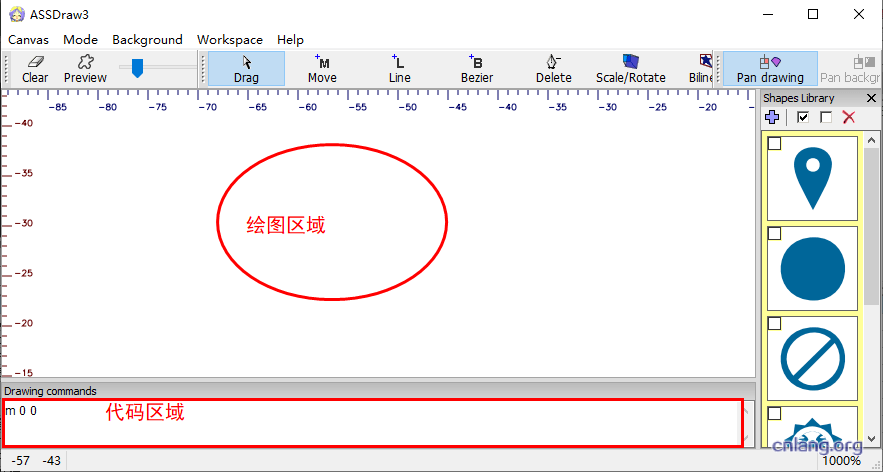 ASSDraw3
Canvas Mode Background Workspace Help
Clear Preview Drag Move Line Bezier Delete Scale/Rotate Biline Pan drawing Pan backgr
M L B
-85 -80 -75 -70 -65 -60 -55 -50 -45 -40 -35 -30 -25 -20
Shapes Library
-40
-35
-30
-25
-20
-15
绘图区域
Drawing commands
m 0 0
代码区域
cnlang.org
-57 -43 1000%